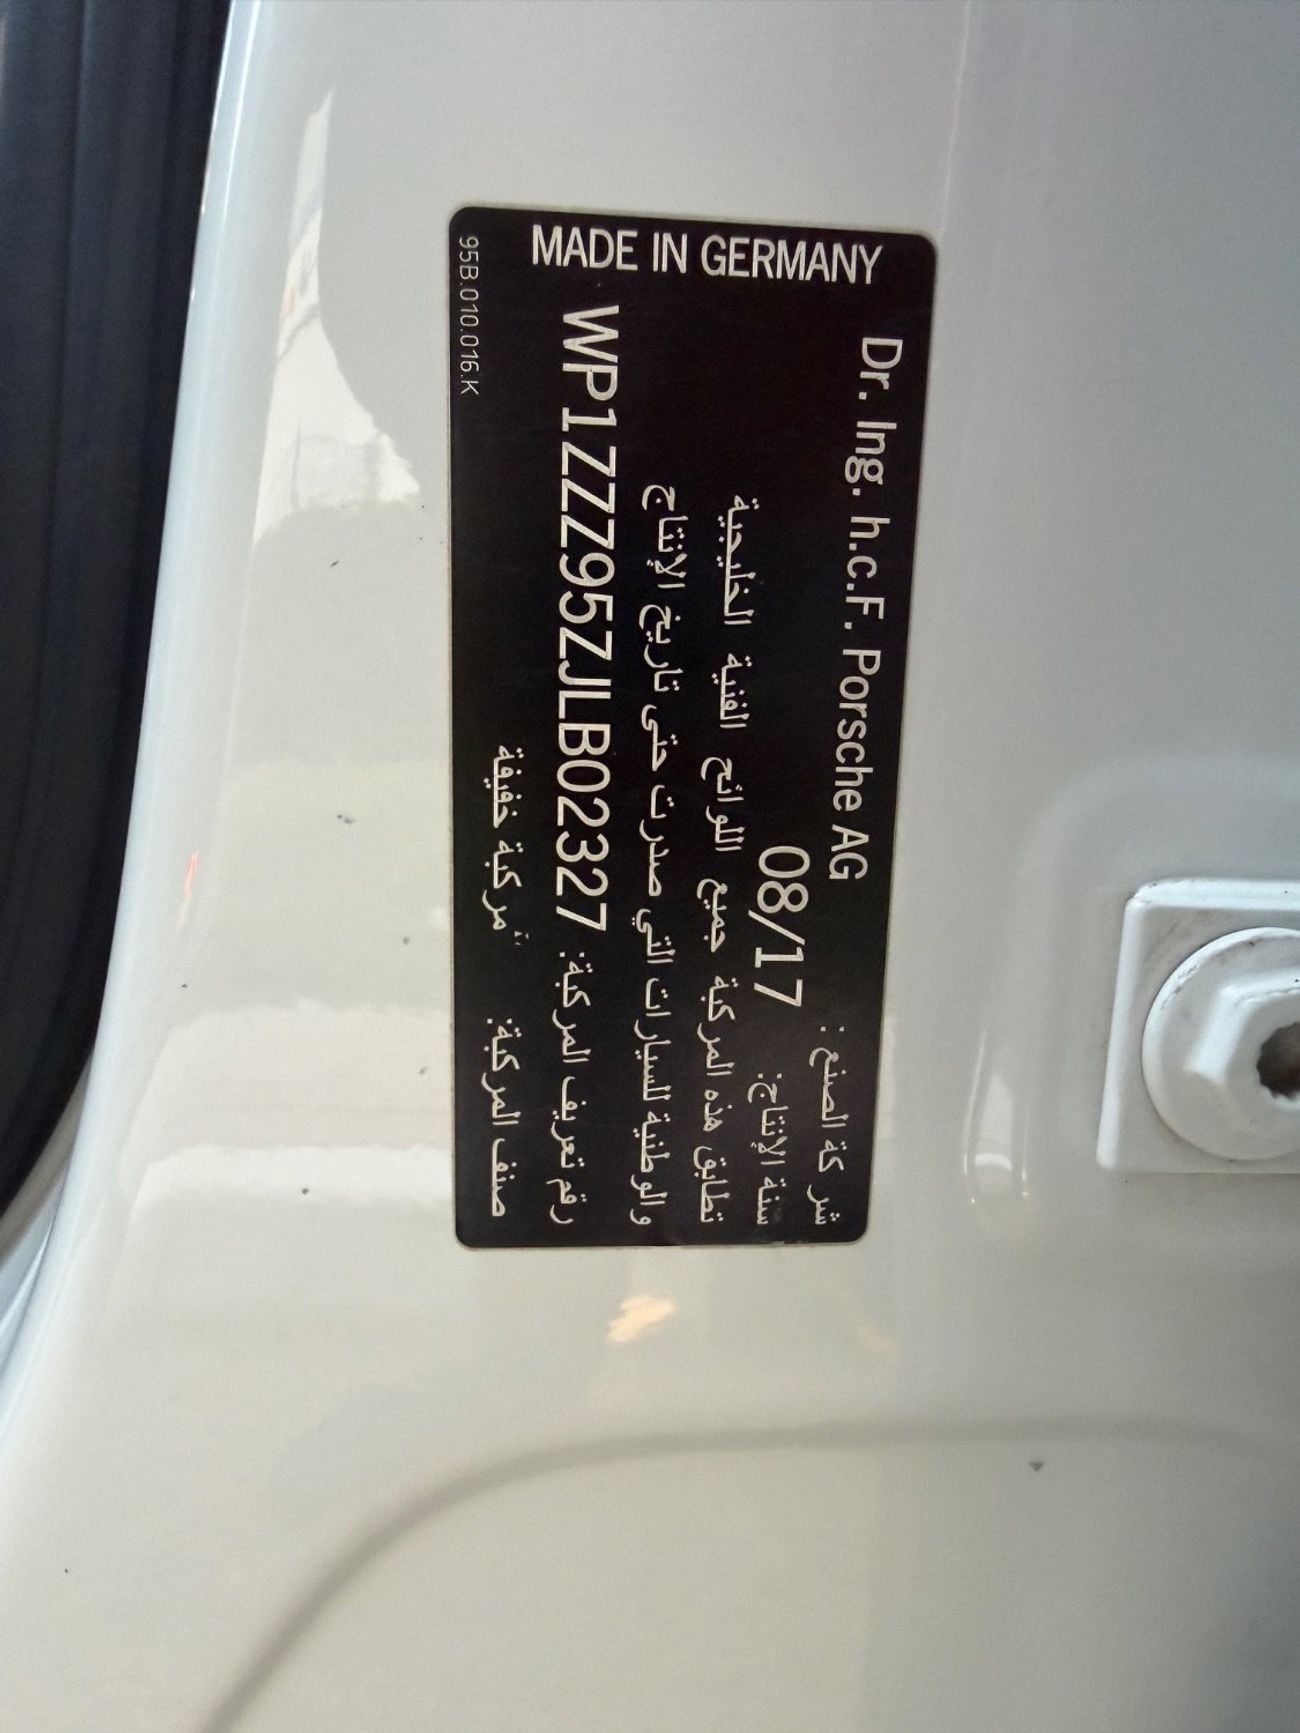 MADE IN GERMANY
Dr. Ing. h.c.F. Porsche AG
شركة الصنع:
08/17
سنة الإنتاج:
تطابق هذه المركبة جميع اللوائح الفنية الخليجية
والوطنية للسيارات التي صدرت حتى تاريخ الإنتاج
رقم تعريف المركبة: WP1ZZZ95ZJLB02327
صنف المركبة: مركبة خفيفة
95B.010.016.K